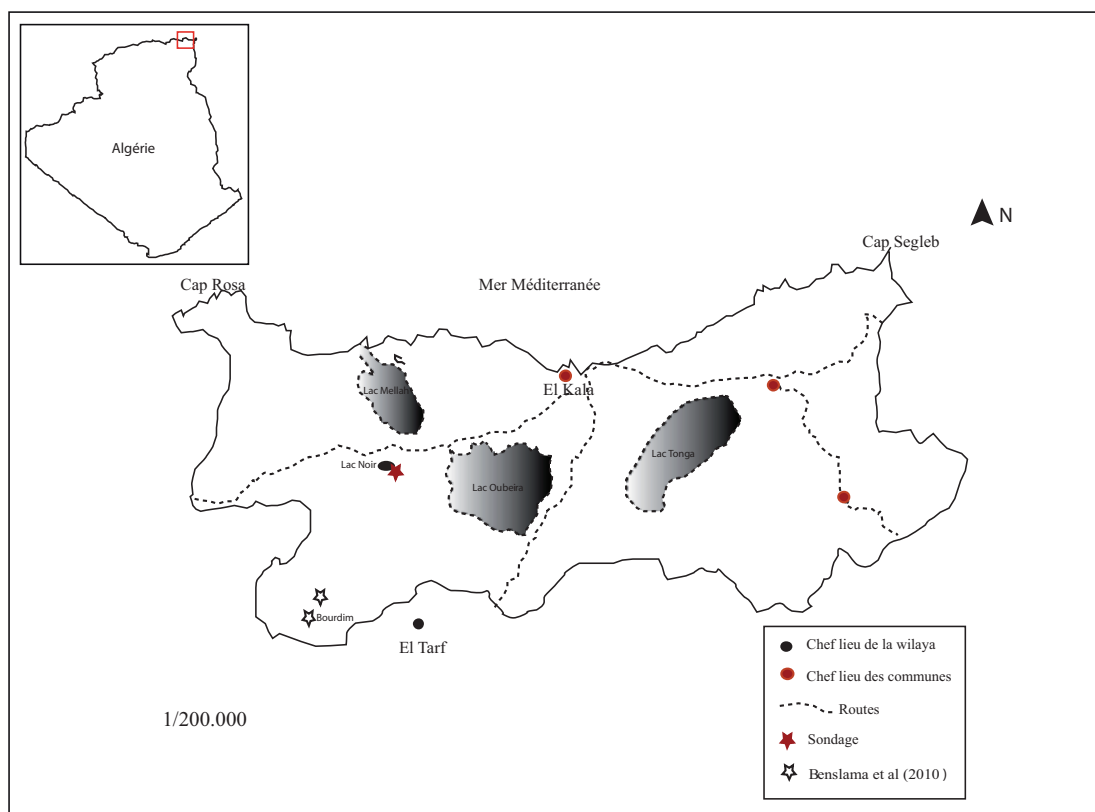 Algérie
N
Cap Segleb
Cap Rosa
Mer Méditerranée
El Kala
Lac Mellah
Lac Tonga
Lac Noir
Lac Oubeira
Bourdim
El Tarf
1/200.000
Chef lieu de la wilaya
Chef lieu des communes
Routes
Sondage
Benslama et al (2010)